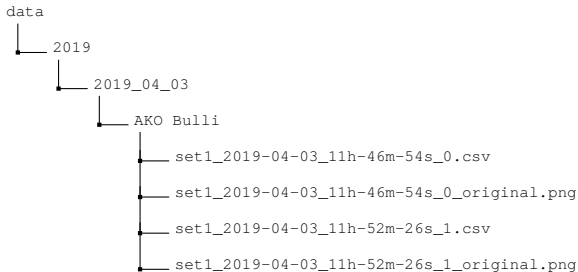 data
2019
2019_04_03
AKO Bulli
set1_2019-04-03_11h-46m-54s_0.csv
set1_2019-04-03_11h-46m-54s_0_original.png
set1_2019-04-03_11h-52m-26s_1.csv
set1_2019-04-03_11h-52m-26s_1_original.png